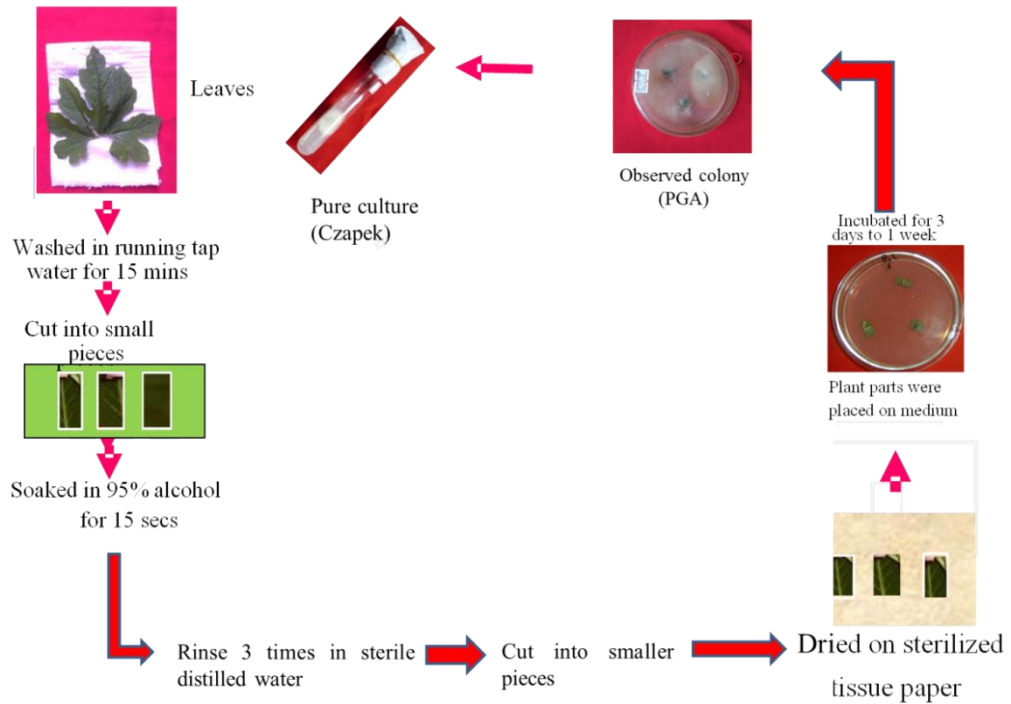 Leaves
Washed in running tap
water for 15 mins
Cut into small
pieces
Soaked in 95% alcohol
for 15 secs
Rinse 3 times in sterile
distilled water
Cut into smaller
pieces
Dried on sterilized
tissue paper
Plant parts were
placed on medium
Incubated for 3
days to 1 week
Observed colony
(PGA)
Pure culture
(Czapek)